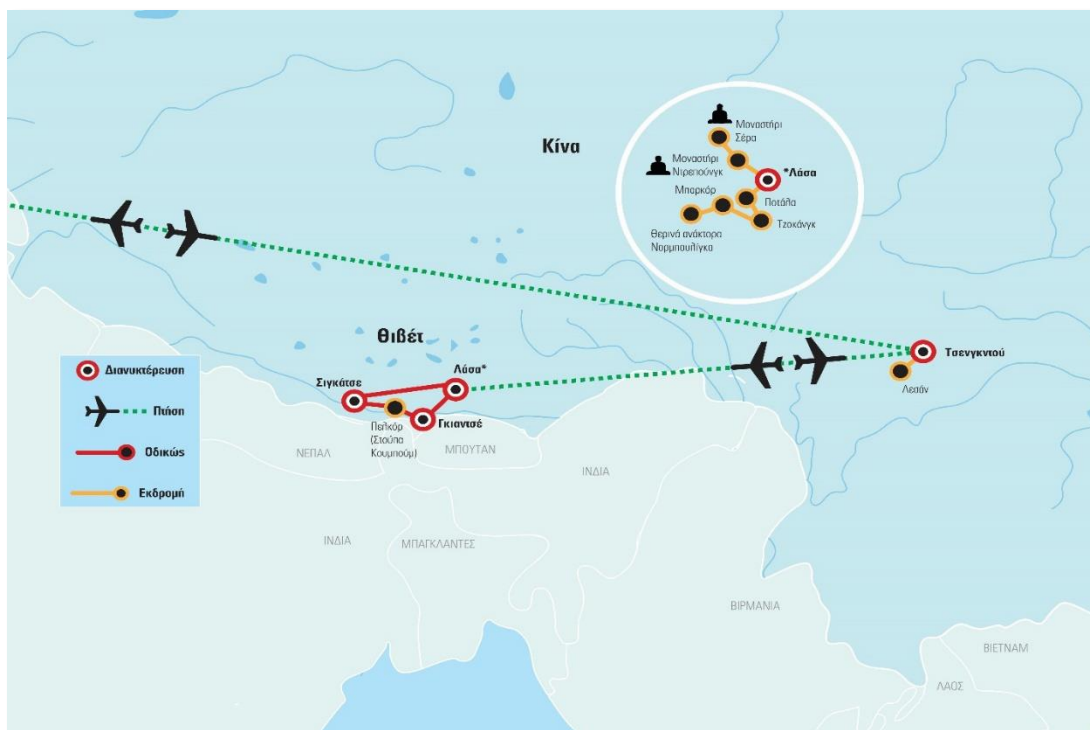 Κίνα
Μοναστήρι
Σέρα
Μοναστήρι
Ντρεπούνγκ
*Λάσα
Μπαρκόρ
Ποτάλα
Τζοκάνγκ
Θερινά ανάκτορα
Νορμπουλίγκα
Θιβέτ
Τσενγκντού
Λεσάν
Διανυκτέρευση
Πτήση
Οδικώς
Εκδρομή
Σιγκάτσε
Λάσα*
Πελκόρ
(Στούπα
Κουμπούμ)
Γκιαντσέ
ΝΕΠΑΛ
ΜΠΟΥΤΑΝ
ΙΝΔΙΑ
ΙΝΔΙΑ
ΜΠΑΓΚΛΑΝΤΕΣ
ΒΙΡΜΑΝΙΑ
ΒΙΕΤΝΑΜ
ΛΑΟΣ